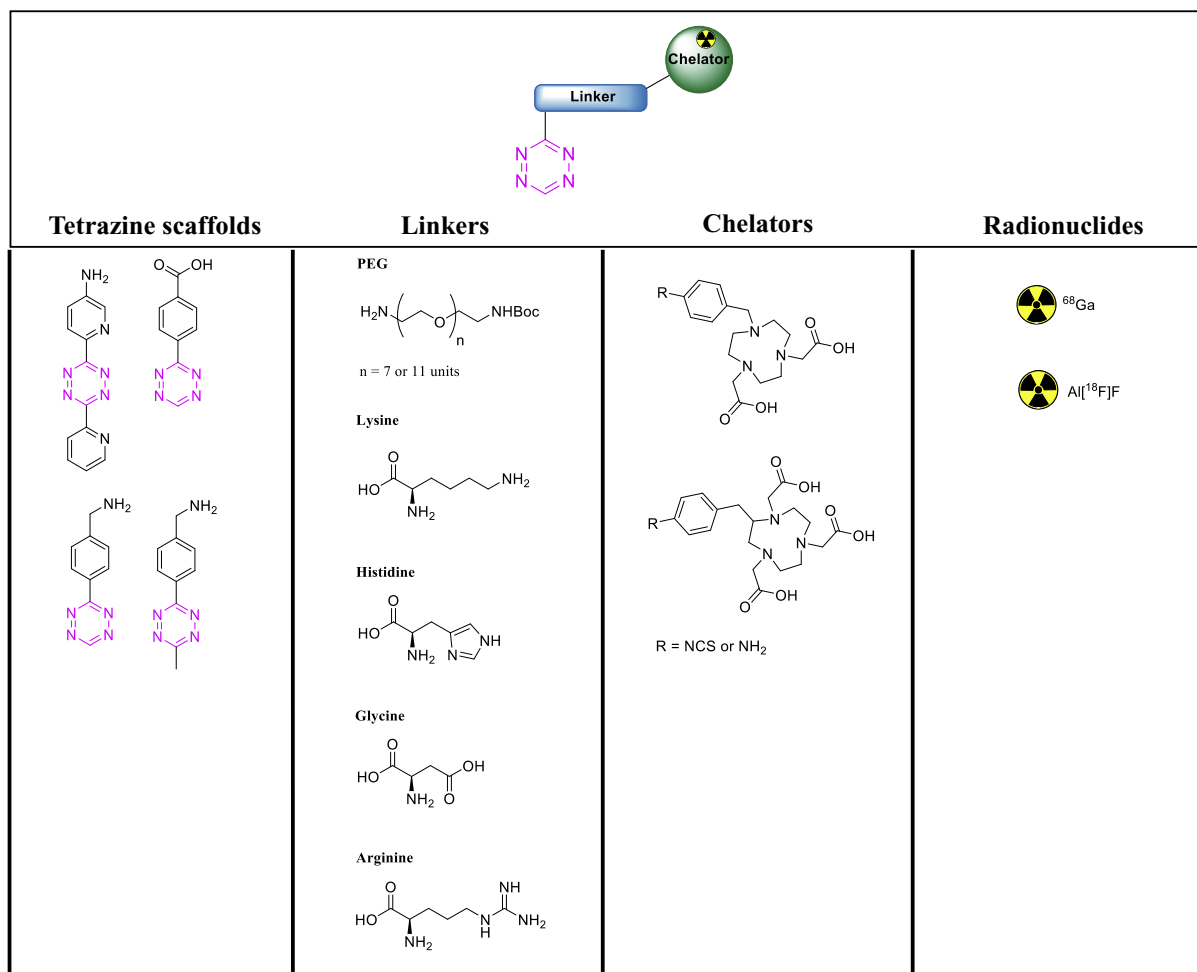 Chelator
Linker
N N
N N
Tetrazine scaffolds Linkers Chelators Radionuclides
NH2
N
N N
N N
N
O OH
N N
N N
NH2
N N
N N
NH2
N N
N N
PEG
H2N O NHBoc
n
n = 7 or 11 units
Lysine
O
HO NH2
NH2
Histidine
O
HO NH
NH2 N
Glycine
O
HO OH
NH2 O
Arginine
O NH
HO N NH2
NH2 H
R
N O
N OH
N
OH
O
O
OH
R N O
N OH
N
O OH
R = NCS or NH2
68Ga
Al[18F]F